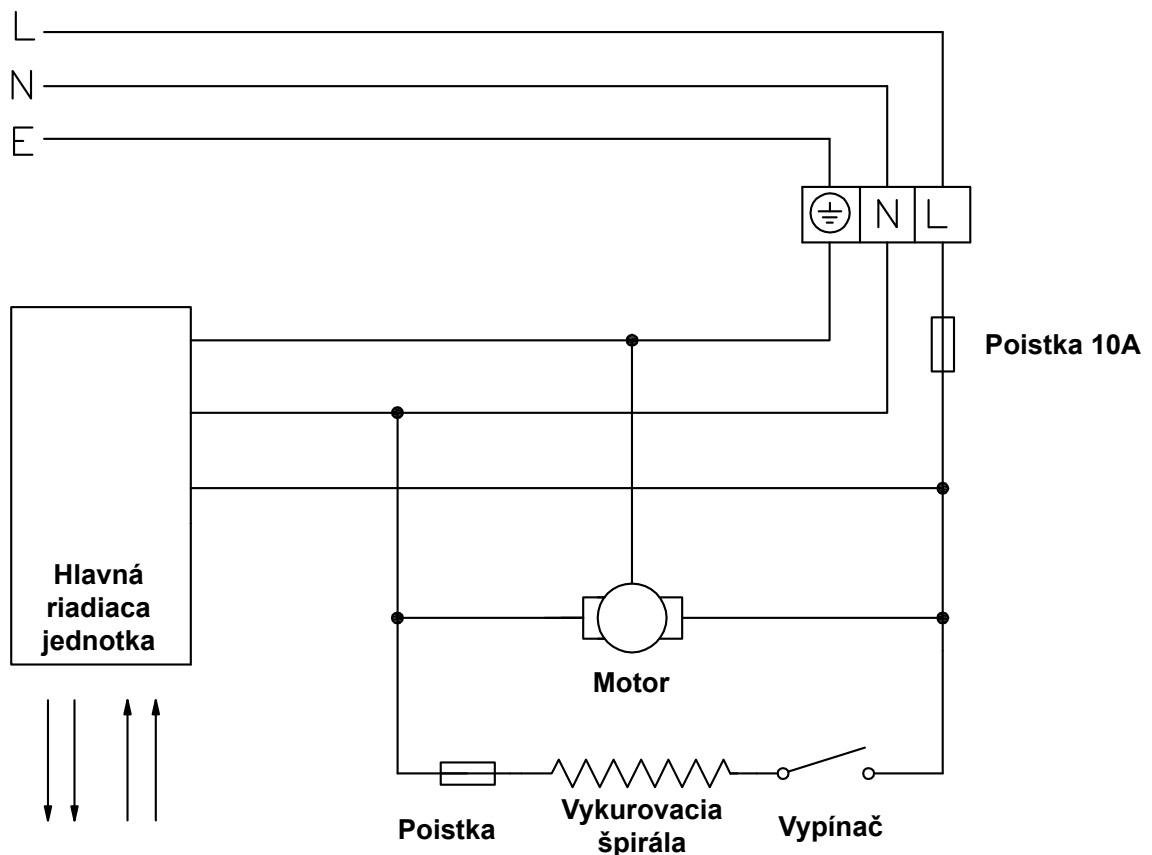 L
N
E
N L
Poistka 10A
Hlavná
riadiaca
jednotka
Motor
Poistka
Vykurovacia
špirála
Vypínač